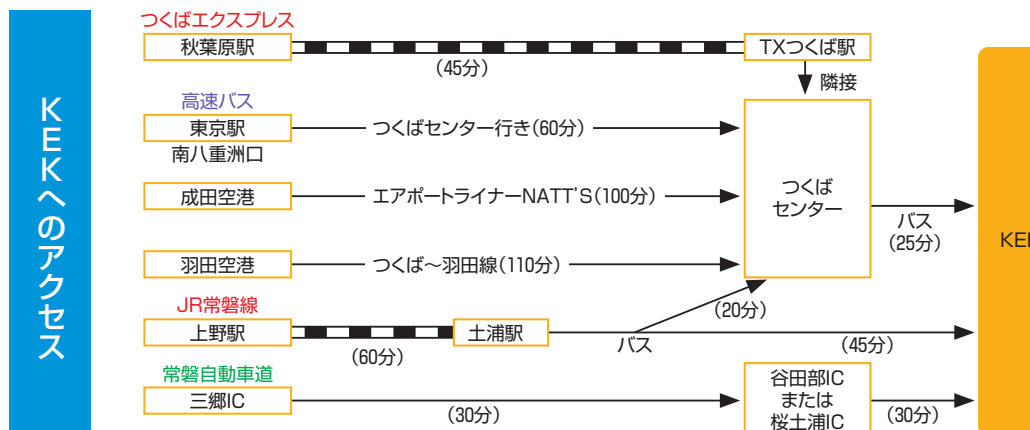 KEKへのアクセス
つくばエクスプレス
秋葉原駅
(45分)
TXつくば駅
隣接
高速バス
東京駅
南八重洲口
つくばセンター行き(60分)
成田空港
エアポートライナーNATT'S(100分)
羽田空港
つくば～羽田線(110分)
つくば
センター
バス
(25分)
JR常磐線
上野駅
(60分)
土浦駅
バス
(20分)
(45分)
常磐自動車道
三郷IC
(30分)
谷田部IC
または
桜土浦IC
(30分)